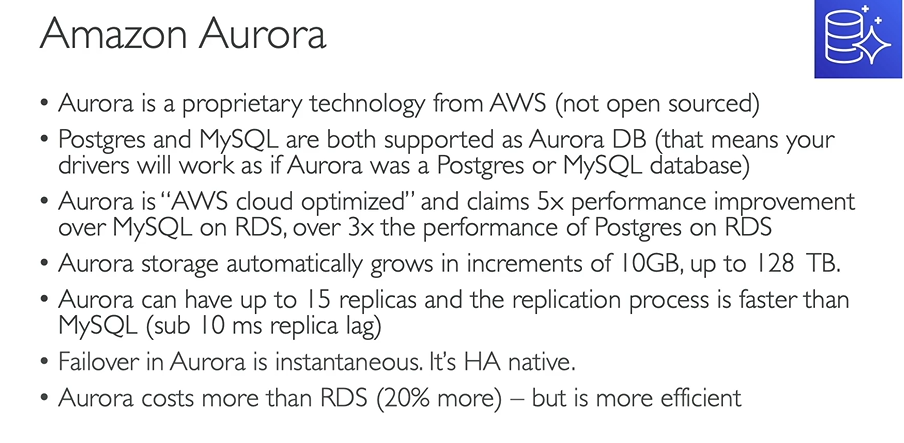 Amazon Aurora
• Aurora is a proprietary technology from AWS (not open sourced)
• Postgres and MySQL are both supported as Aurora DB (that means your
drivers will work as if Aurora was a Postgres or MySQL database)
• Aurora is “AWS cloud optimized” and claims 5x performance improvement
over MySQL on RDS, over 3x the performance of Postgres on RDS
• Aurora storage automatically grows in increments of 10GB, up to 128 TB.
• Aurora can have up to 15 replicas and the replication process is faster than
MySQL (sub 10 ms replica lag)
• Failover in Aurora is instantaneous. It’s HA native.
• Aurora costs more than RDS (20% more) – but is more efficient